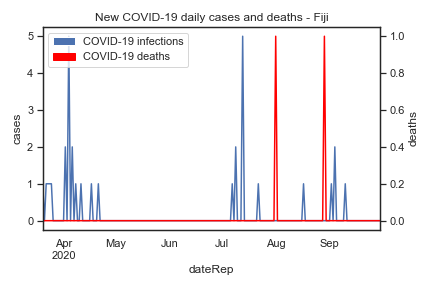 New COVID-19 daily cases and deaths - Fiji
COVID-19 infections
COVID-19 deaths
5
4
3
2
1
0
cases
1.0
0.8
0.6
0.4
0.2
0.0
deaths
Apr
2020
May
Jun
Jul
Aug
Sep
dateRep